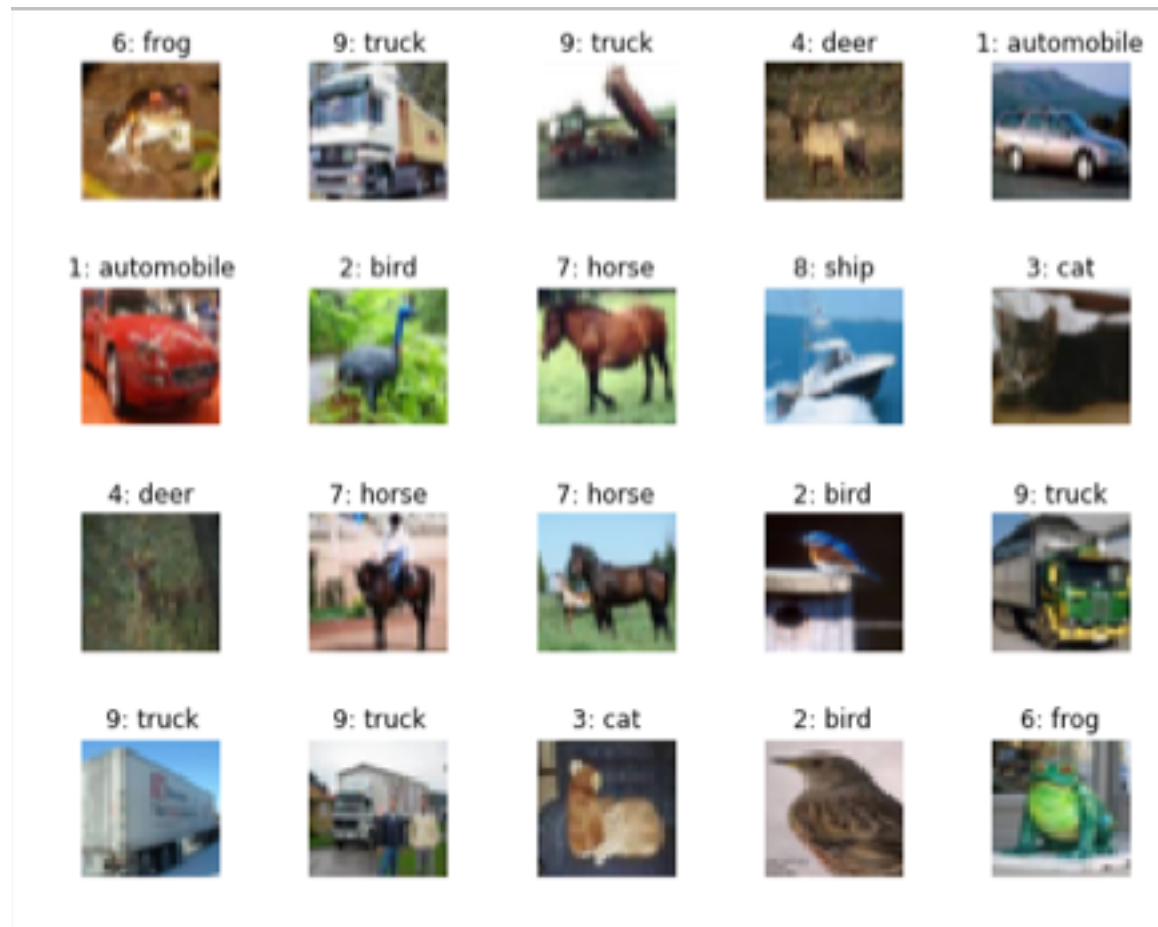 6: frog 9: truck 9: truck 4: deer 1: automobile
1: automobile 2: bird 7: horse 8: ship 3: cat
4: deer 7: horse 7: horse 2: bird 9: truck
9: truck 9: truck 3: cat 2: bird 6: frog